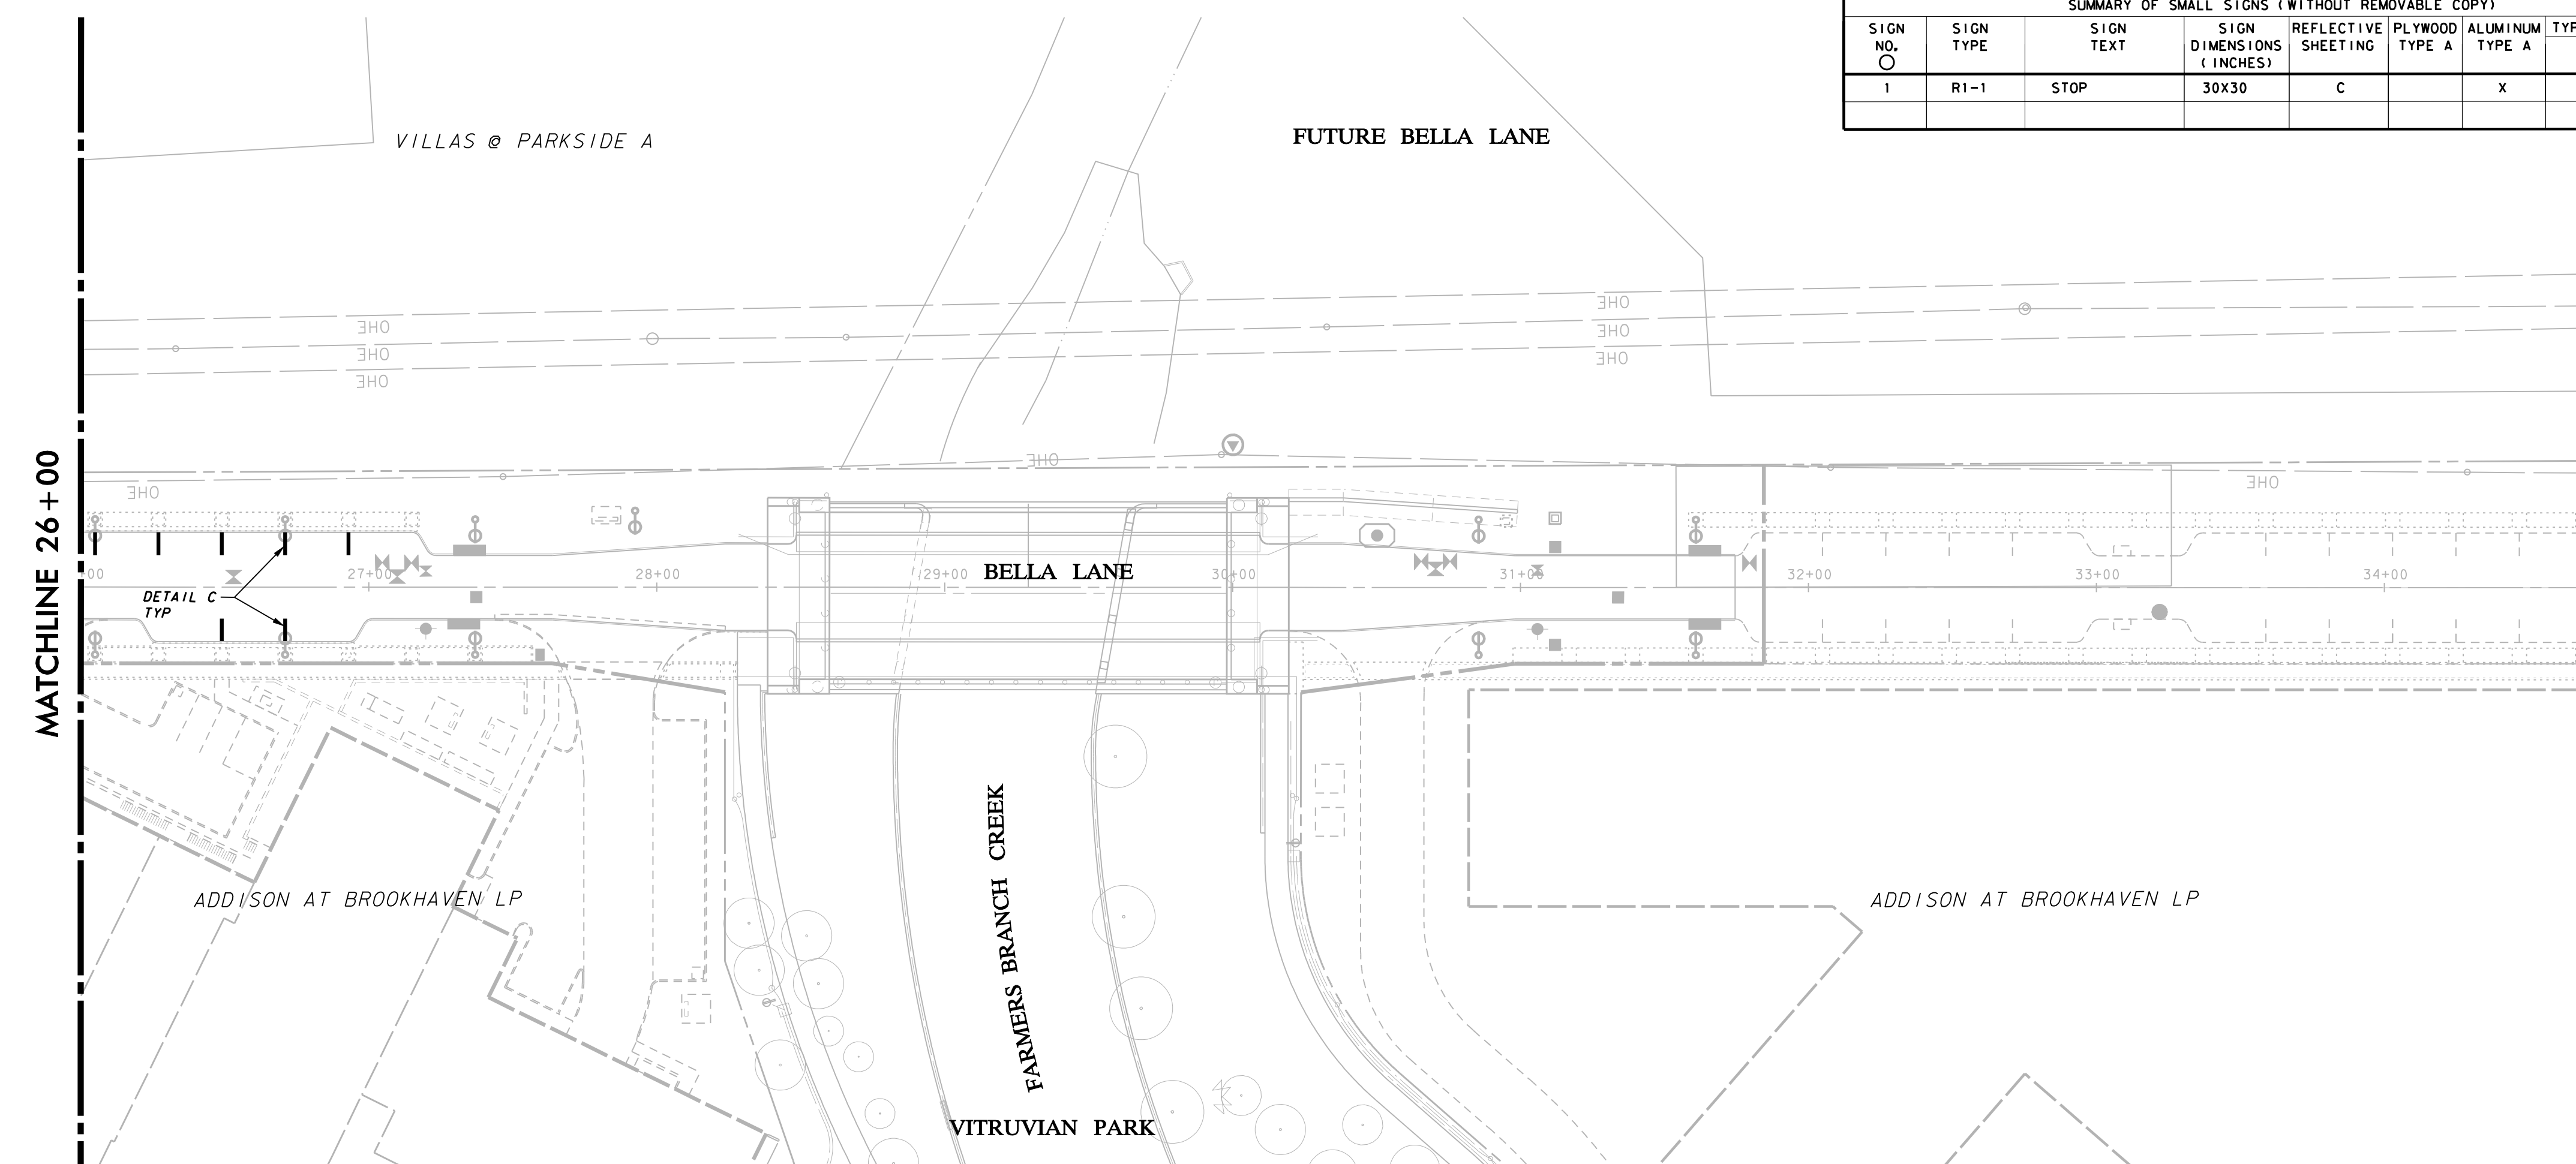 SUMMARY OF SMALL SIGNS (WITHOUT REMOVABLE COPY)
SIGN NO. SIGN TYPE SIGN TEXT SIGN DIMENSIONS (INCHES) REFLECTIVE SHEETING PLYWOOD TYPE A ALUMINUM TYPE A
1 R1-1 STOP 30X30 C X
VILLAS @ PARKSIDE A
FUTURE BELLA LANE
OHE
OHE
OHE
OHE
OHE
OHE
OHE
OHE
OHE
MATCHLINE 26+00
+00 27+00 28+00 29+00 BELLA LANE 30+00 31+00 32+00 33+00 34+00
DETAIL C
TYP
ADDISON AT BROOKHAVEN LP
FARMERS BRANCH CREEK
ADDISON AT BROOKHAVEN LP
VITRUVIAN PARK